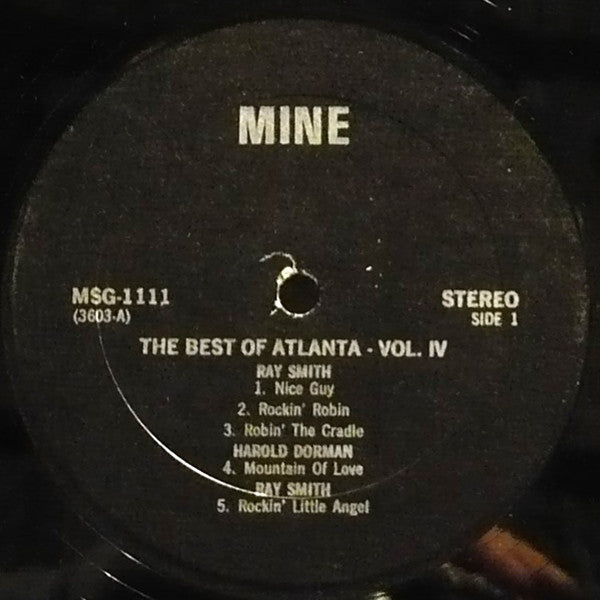 MINE
MSG-1111
(3603-A)
STEREO
SIDE 1
THE BEST OF ATLANTA - VOL. IV
RAY SMITH
1. Nice Guy
2. Rockin' Robin
3. Robin' The Cradle
HAROLD DORMAN
4. Mountain Of Love
RAY SMITH
5. Rockin' Little Angel